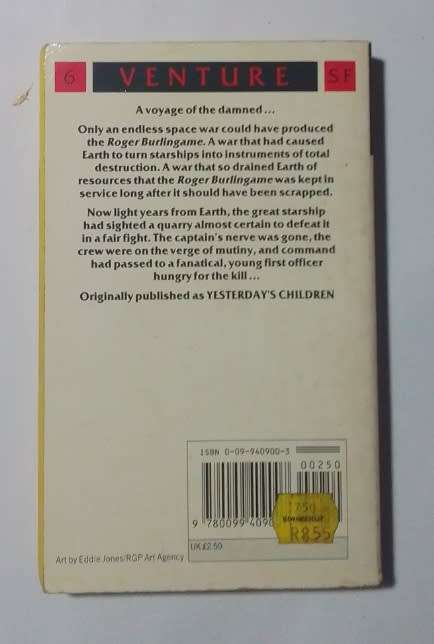 6 VENTURE SF
A voyage of the damned ...
Only an endless space war could have produced
the Roger Burlingame. A war that had caused
Earth to turn starships into instruments of total
destruction. A war that so drained Earth of
resources that the Roger Burlingame was kept in
service long after it should have been scrapped.
Now light years from Earth, the great starship
had sighted a quarry almost certain to defeat it
in a fair fight. The captain's nerve was gone, the
crew were on the verge of mutiny, and command
had passed to a fanatical, young first officer
hungry for the kill ...
Originally published as YESTERDAY'S CHILDREN
ISBN 0-09-940900-3
00250
9 780099 4090
R8.55
UK £2.50
Art by Eddie Jones/RGP Art Agency